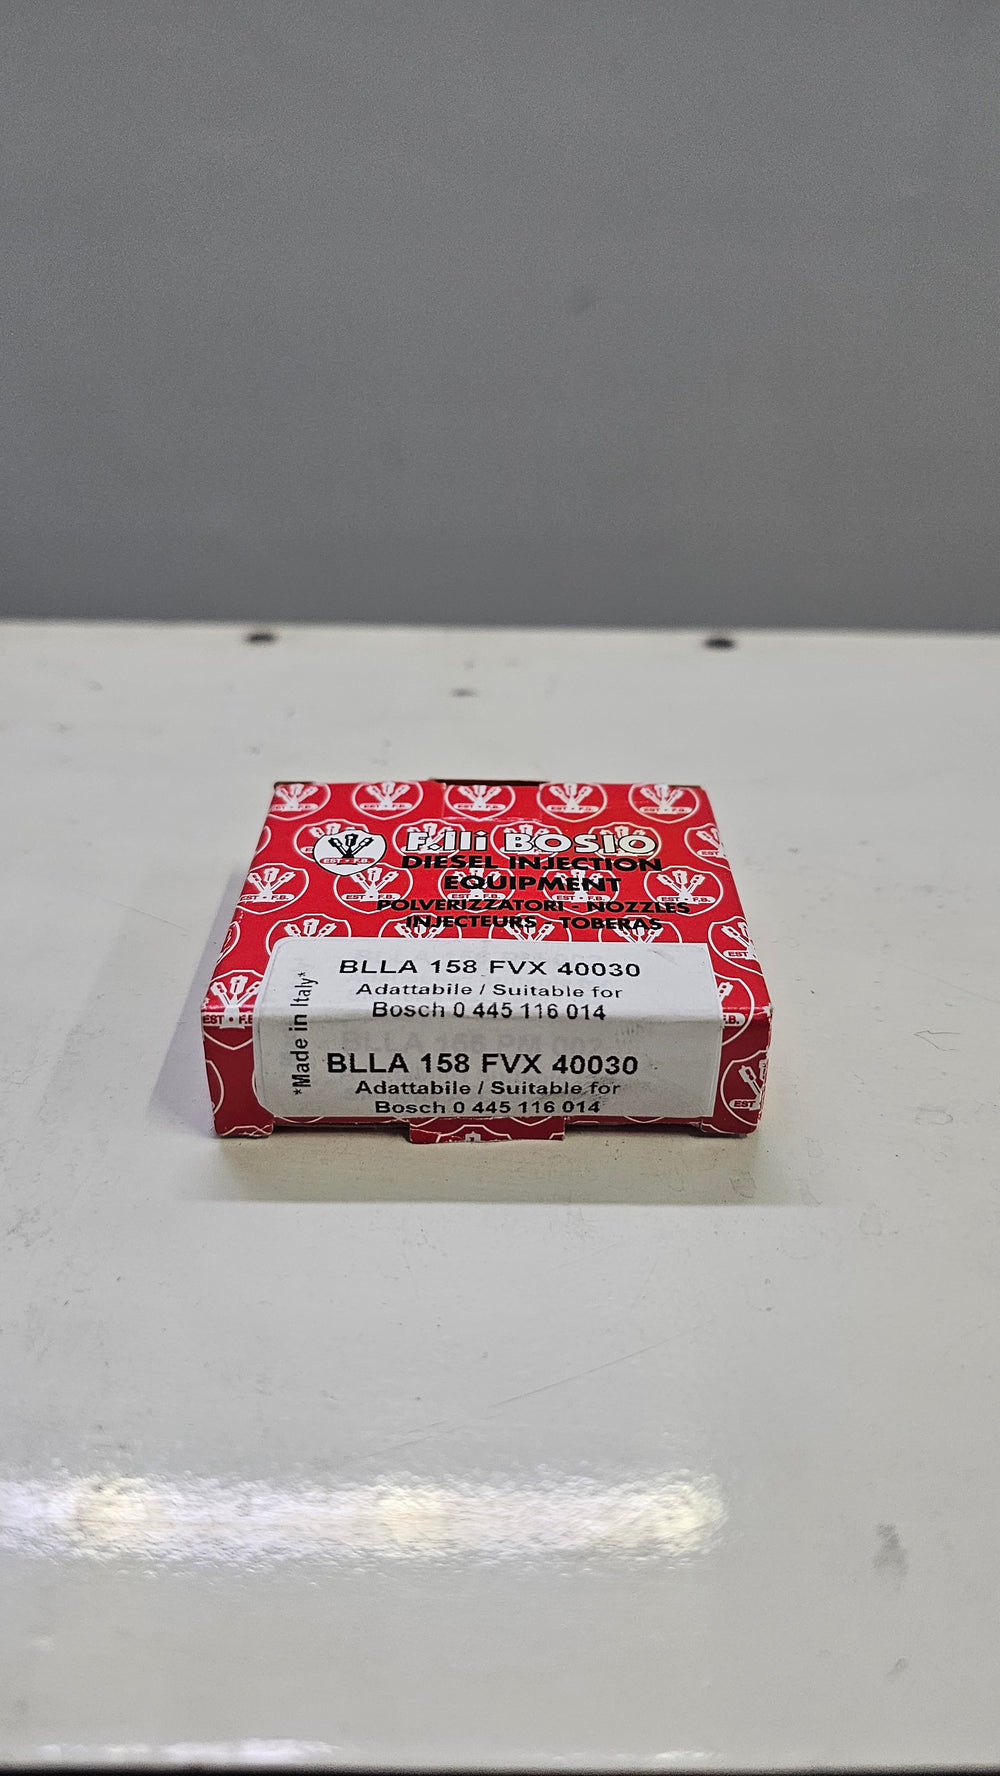 F.lli BOSIO
DIESEL INJECTION
EQUIPMENT
POLVERIZZATORI - NOZZLES
INJECTEURS - TOBERAS
EST • F.B.
*Made in Italy*
BLLA 158 FVX 40030
Adattabile / Suitable for
Bosch 0 445 116 014
BLLA 158 FVX 40030
Adattabile / Suitable for
Bosch 0 445 116 014